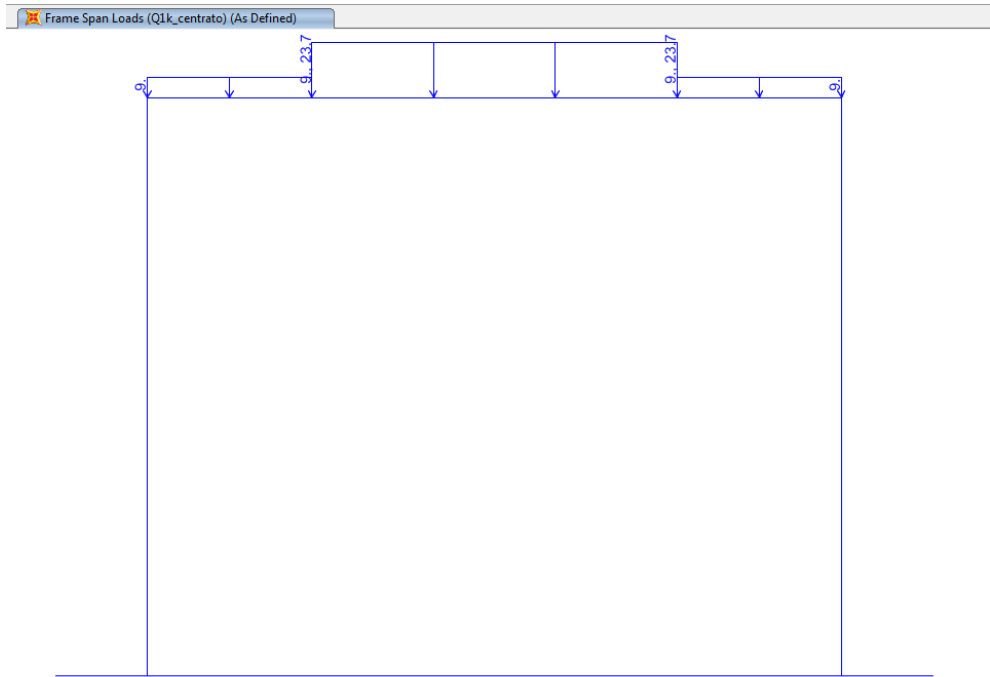 Frame Span Loads (Q1k_centrato) (As Defined)
9.
9., 23,7
9., 23,7
9.